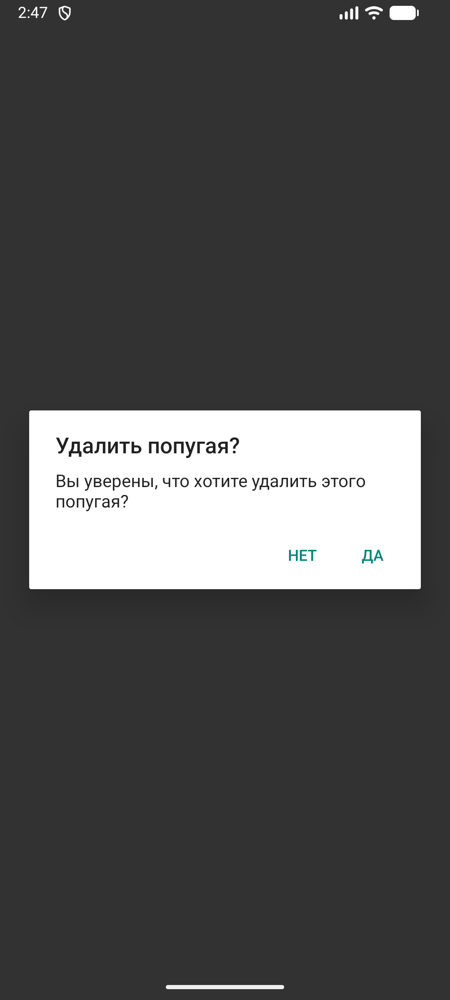 2:47
Удалить попугая?
Вы уверены, что хотите удалить этого
попугая?
НЕТ ДА